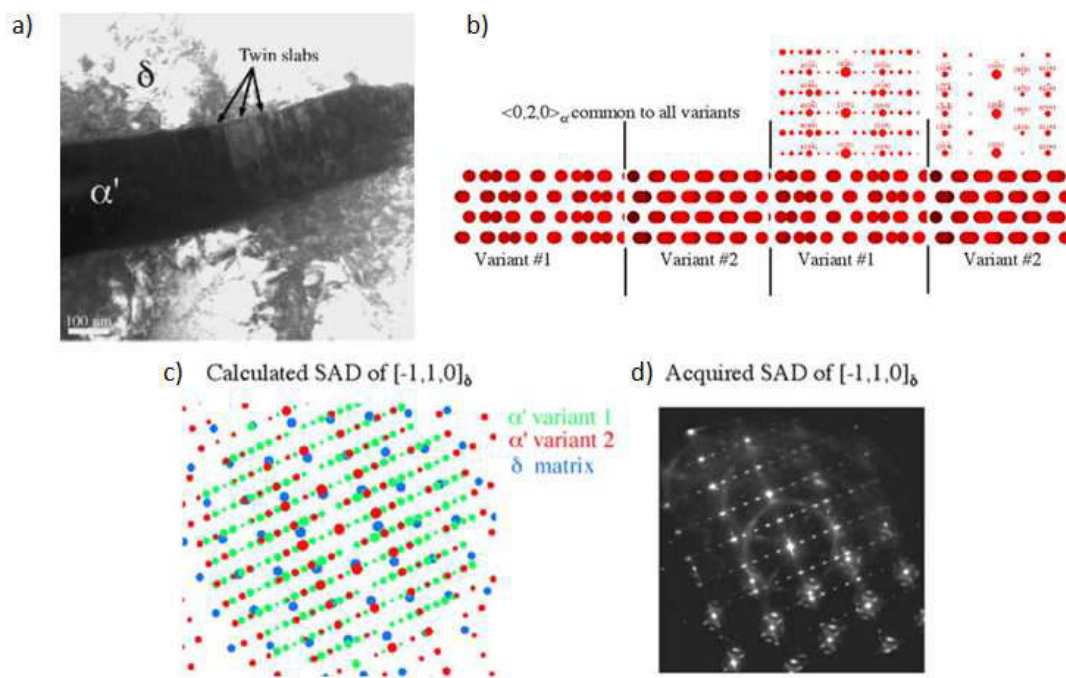 a)
Twin slabs
δ
α'
100 nm
b)
<0,2,0>α' common to all variants
Variant #1
Variant #2
Variant #1
Variant #2
c) Calculated SAD of [-1,1,0]δ
α' variant 1
α' variant 2
δ matrix
d) Acquired SAD of [-1,1,0]δ